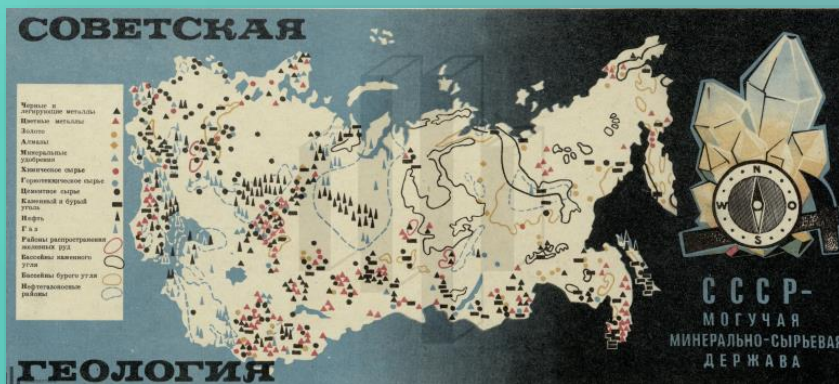 СОВЕТСКАЯ
Черные и
легирующие металлы
Цветные металлы
Золото
Алмазы
Минеральные
удобрения
Химическое сырье
Горнотехническое сырье
Цементное сырье
Каменный и бурый
уголь
Нефть
Газ
Районы распространения
железных руд
Бассейны каменного
угля
Бассейны бурого угля
Нефтегазоносные
районы
N
W
O
S
СССР-
МОГУЧАЯ
МИНЕРАЛЬНО-СЫРЬЕВАЯ
ДЕРЖАВА
ГЕОЛОГИЯ